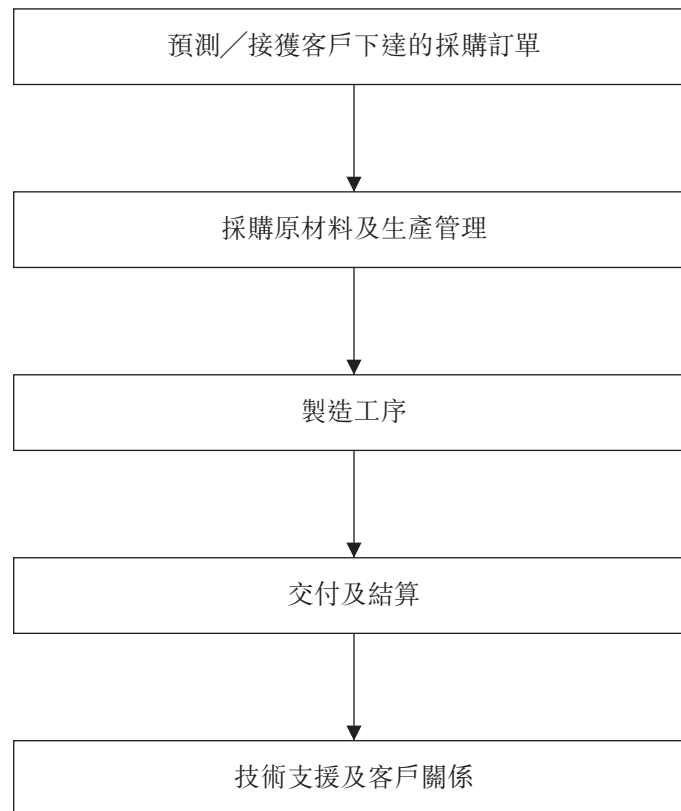 預測／接獲客戶下達的採購訂單
採購原材料及生產管理
製造工序
交付及結算
技術支援及客戶關係